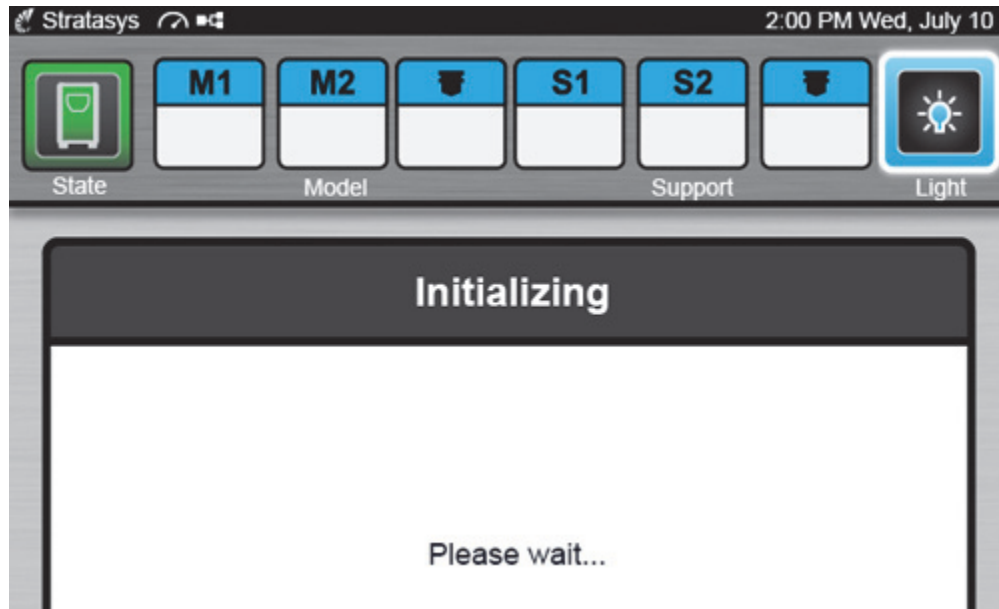 Stratasys 2:00 PM Wed, July 10
M1 M2 S1 S2
State Model Support Light
Initializing
Please wait...